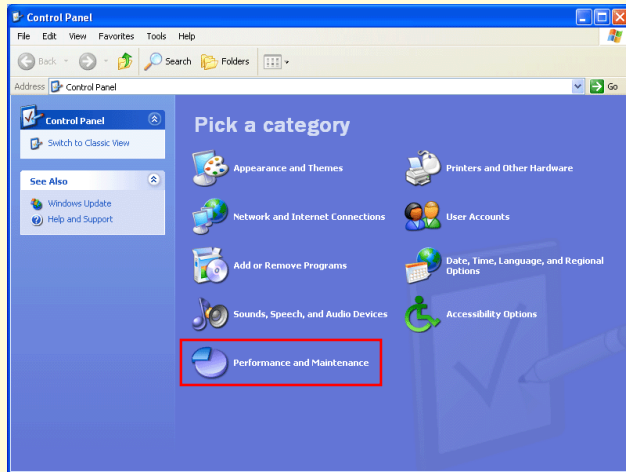 Control Panel
File Edit View Favorites Tools Help
Back Search Folders
Address Control Panel Go
Control Panel
Switch to Classic View
See Also
Windows Update
Help and Support
Pick a category
Appearance and Themes
Printers and Other Hardware
Network and Internet Connections
User Accounts
Add or Remove Programs
Date, Time, Language, and Regional
Options
Sounds, Speech, and Audio Devices
Accessibility Options
Performance and Maintenance